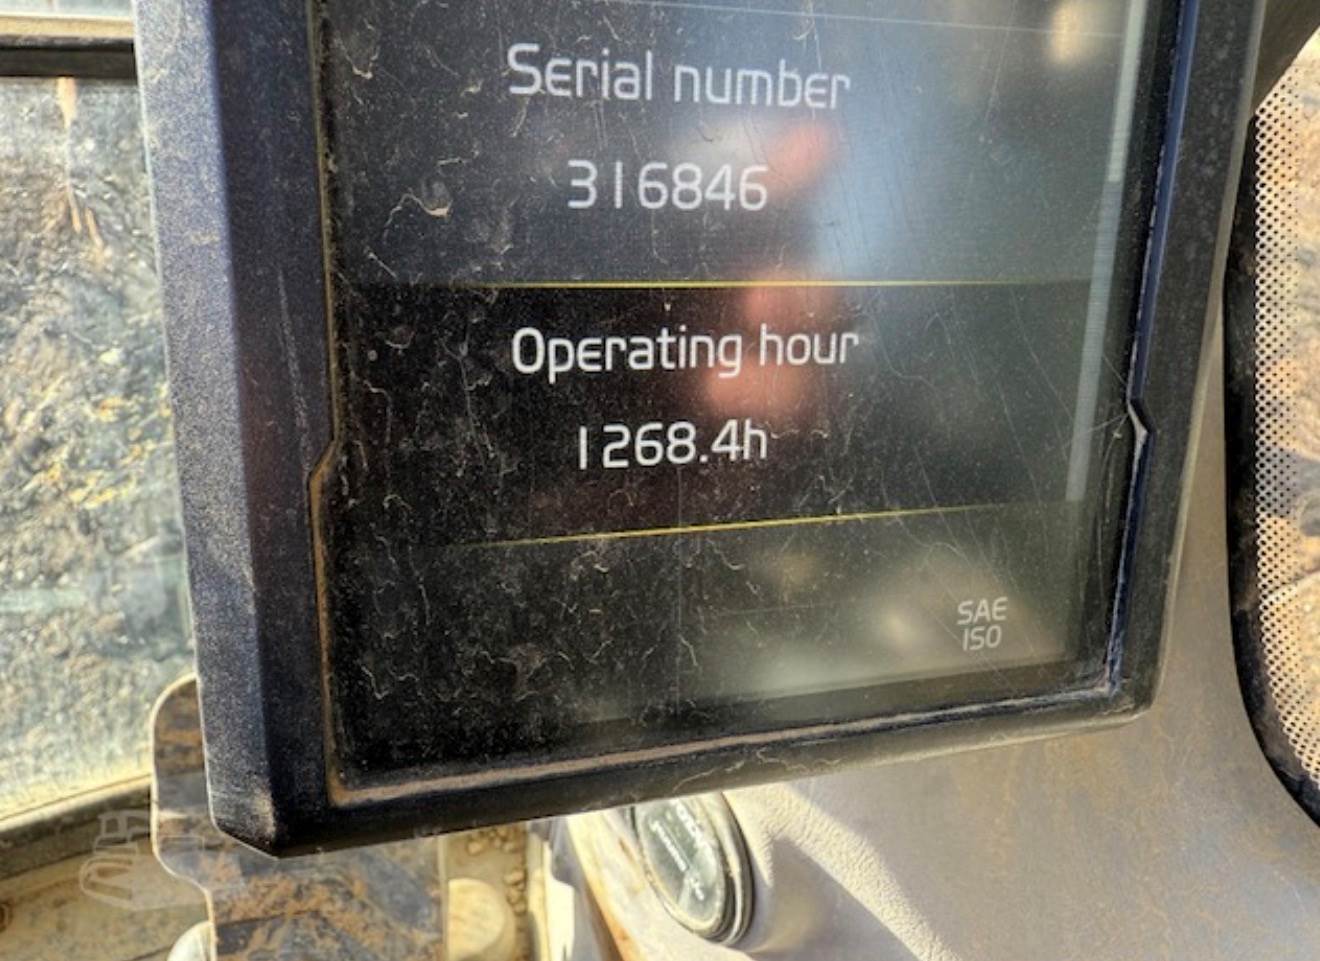 Serial number
316846
Operating hour
1268.4h
SAE
ISO